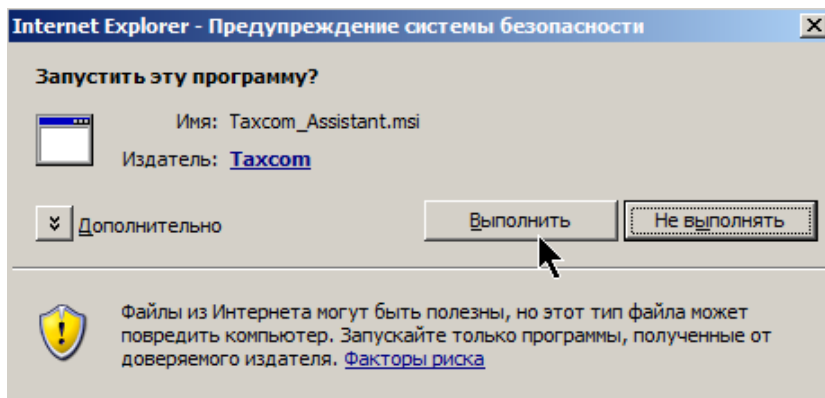 Internet Explorer - Предупреждение системы безопасности
Запустить эту программу?
Имя: Taxcom_Assistant.msi
Издатель: Taxcom
Дополнительно
Выполнить
Не выполнять
Файлы из Интернета могут быть полезны, но этот тип файла может
повредить компьютер. Запускайте только программы, полученные от
доверяемого издателя. Факторы риска